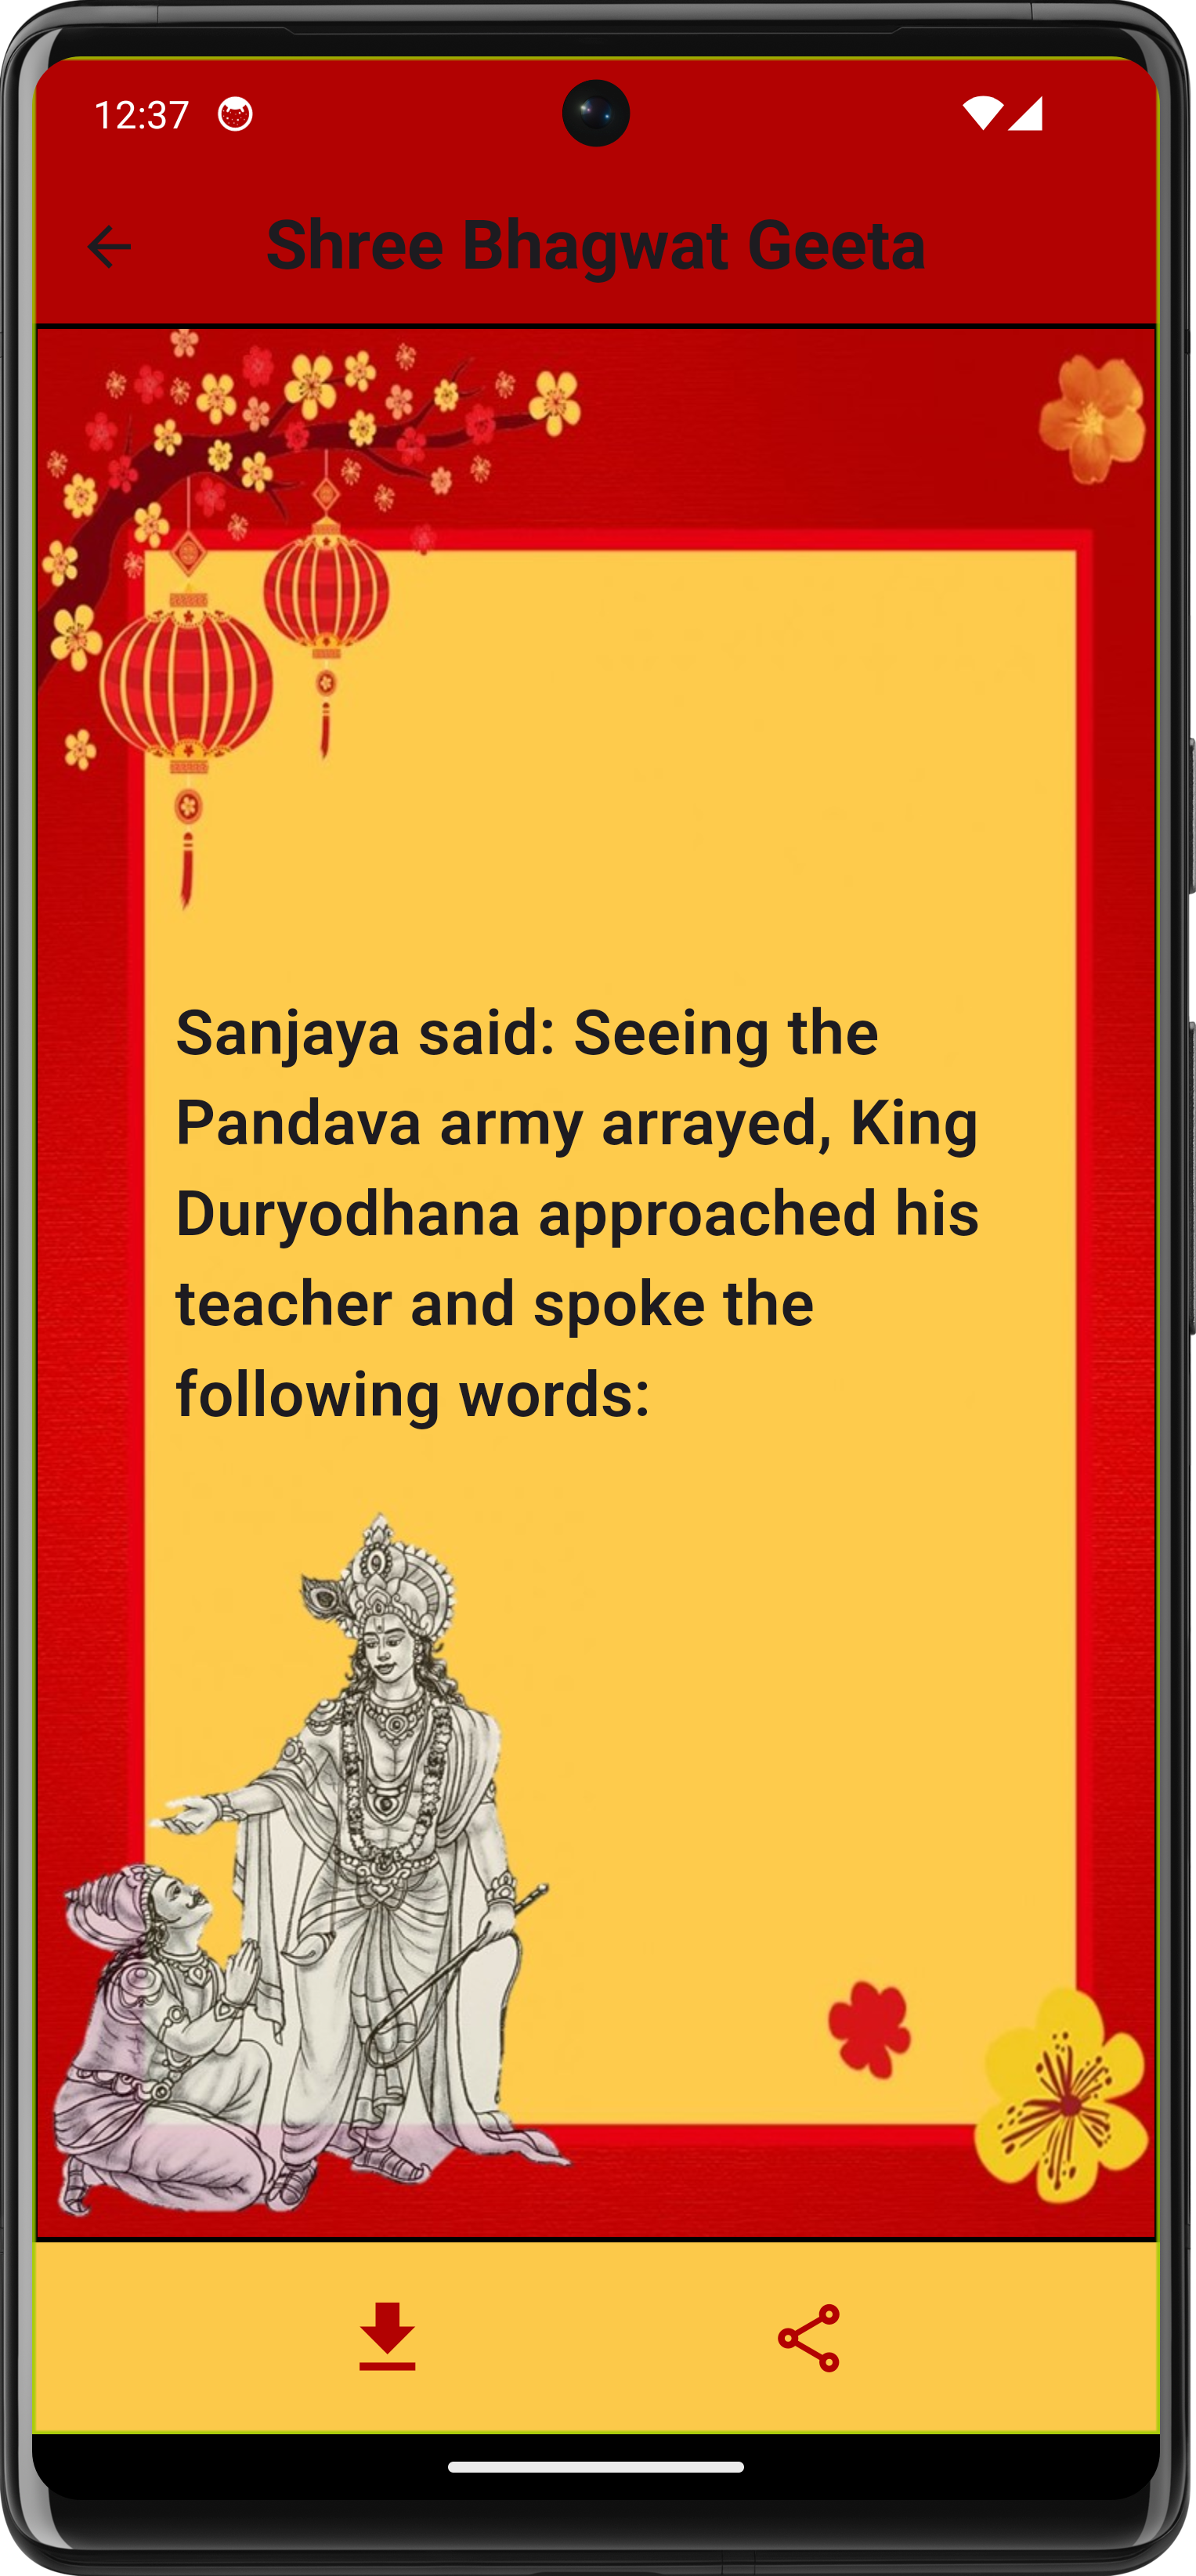 12:37
Shree Bhagwat Geeta
Sanjaya said: Seeing the
Pandava army arrayed, King
Duryodhana approached his
teacher and spoke the
following words: